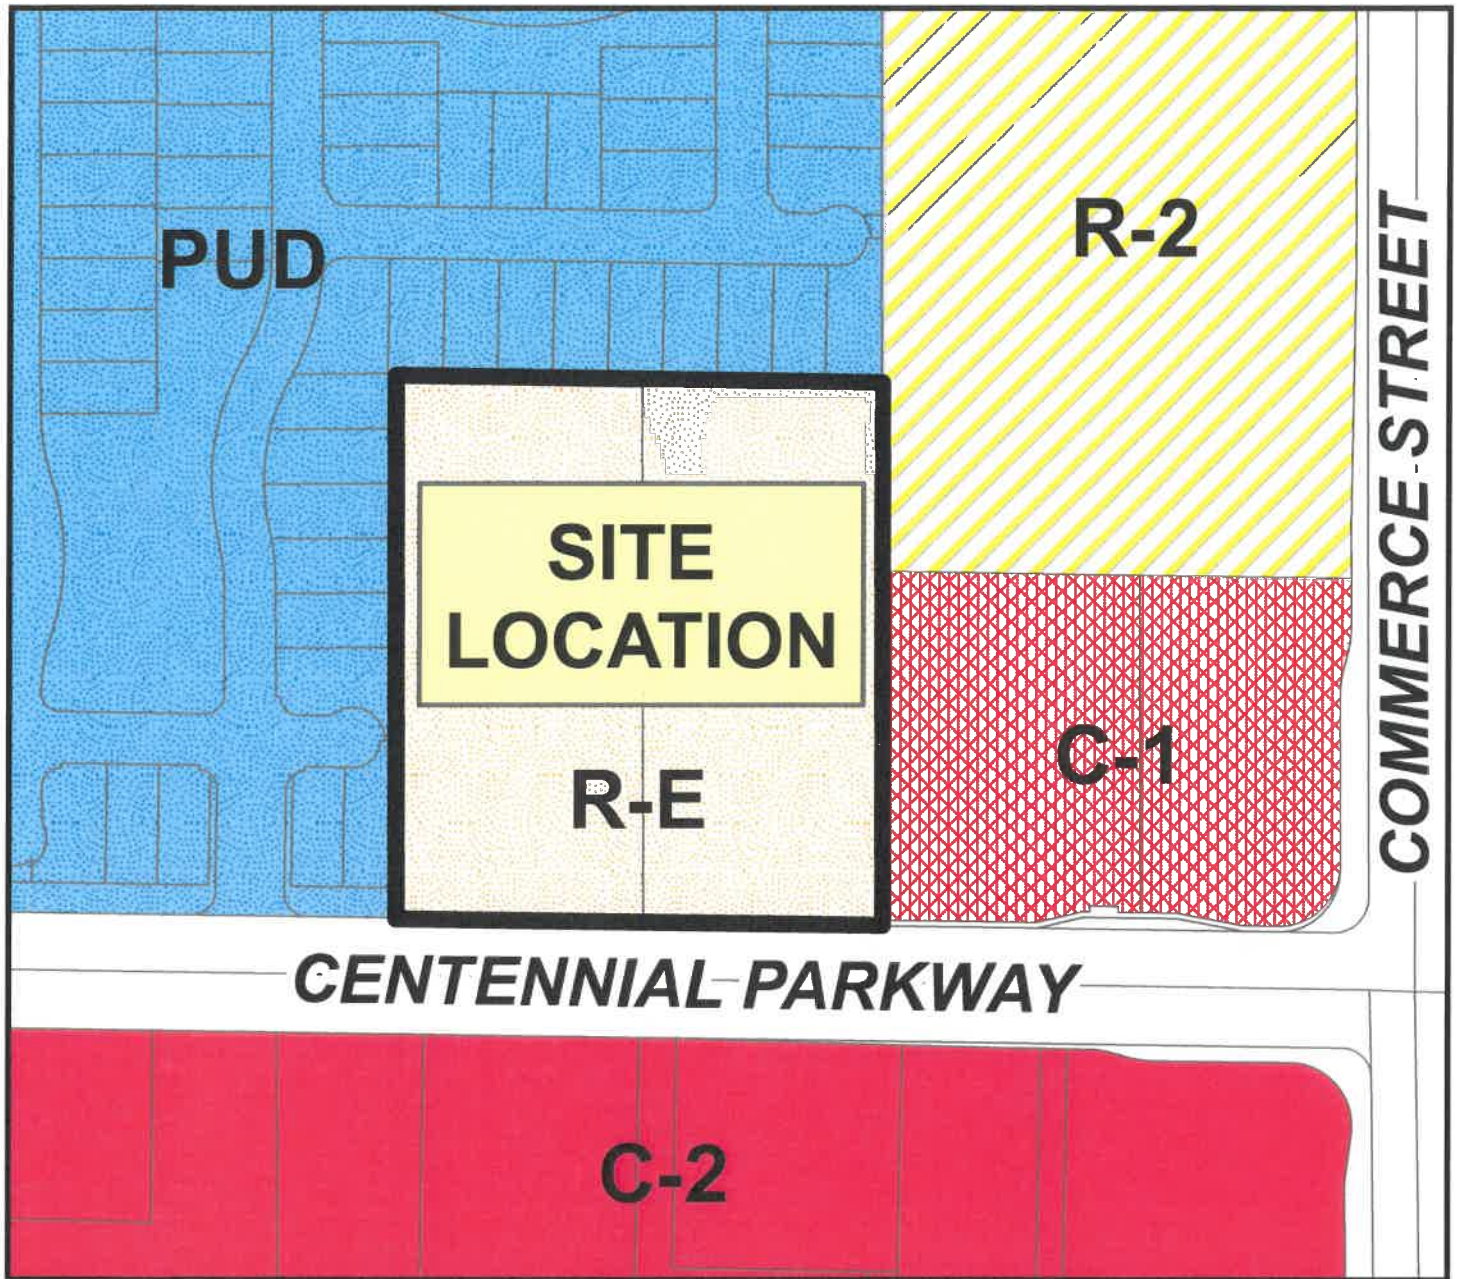 PUD
R-2
COMMERCE STREET
SITE
LOCATION
R-E
C-1
CENTENNIAL PARKWAY
C-2